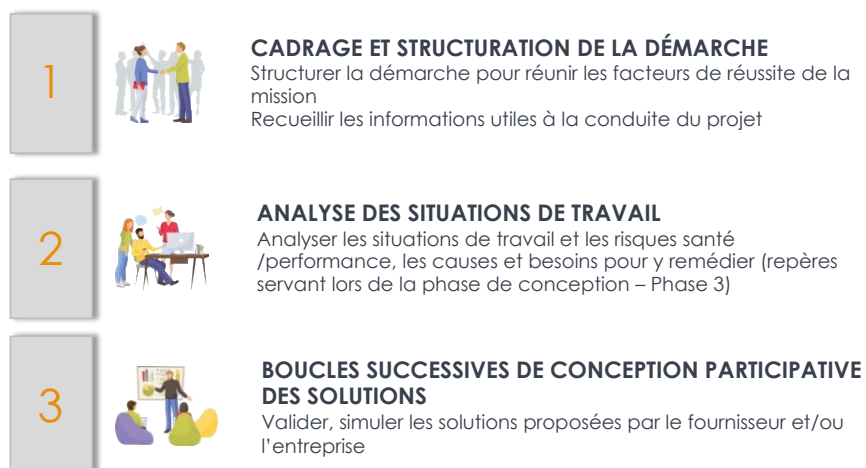 1
CADRAGE ET STRUCTURATION DE LA DÉMARCHE
Structurer la démarche pour réunir les facteurs de réussite de la
mission
Recueillir les informations utiles à la conduite du projet
2
ANALYSE DES SITUATIONS DE TRAVAIL
Analyser les situations de travail et les risques santé
/performance, les causes et besoins pour y remédier (repères
servant lors de la phase de conception – Phase 3)
3
BOUCLES SUCCESSIVES DE CONCEPTION PARTICIPATIVE
DES SOLUTIONS
Valider, simuler les solutions proposées par le fournisseur et/ou
l’entreprise